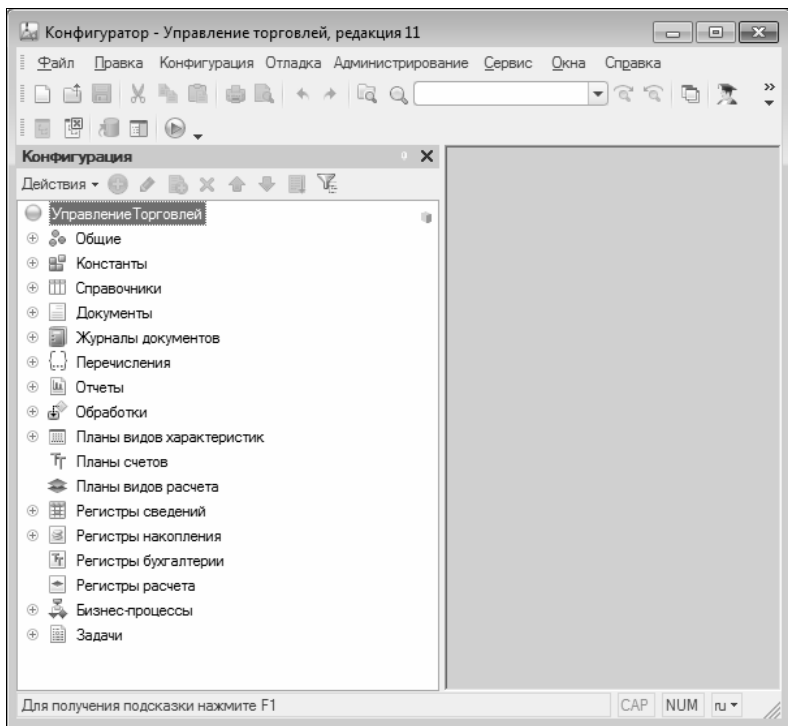 Конфигуратор - Управление торговлей, редакция 11
Файл Правка Конфигурация Отладка Администрирование Сервис Окна Справка
Конфигурация
Действия
УправлениеТорговлей
Общие
Константы
Справочники
Документы
Журналы документов
Перечисления
Отчеты
Обработки
Планы видов характеристик
Планы счетов
Планы видов расчета
Регистры сведений
Регистры накопления
Регистры бухгалтерии
Регистры расчета
Бизнес-процессы
Задачи
Для получения подсказки нажмите F1 CAP NUM ru